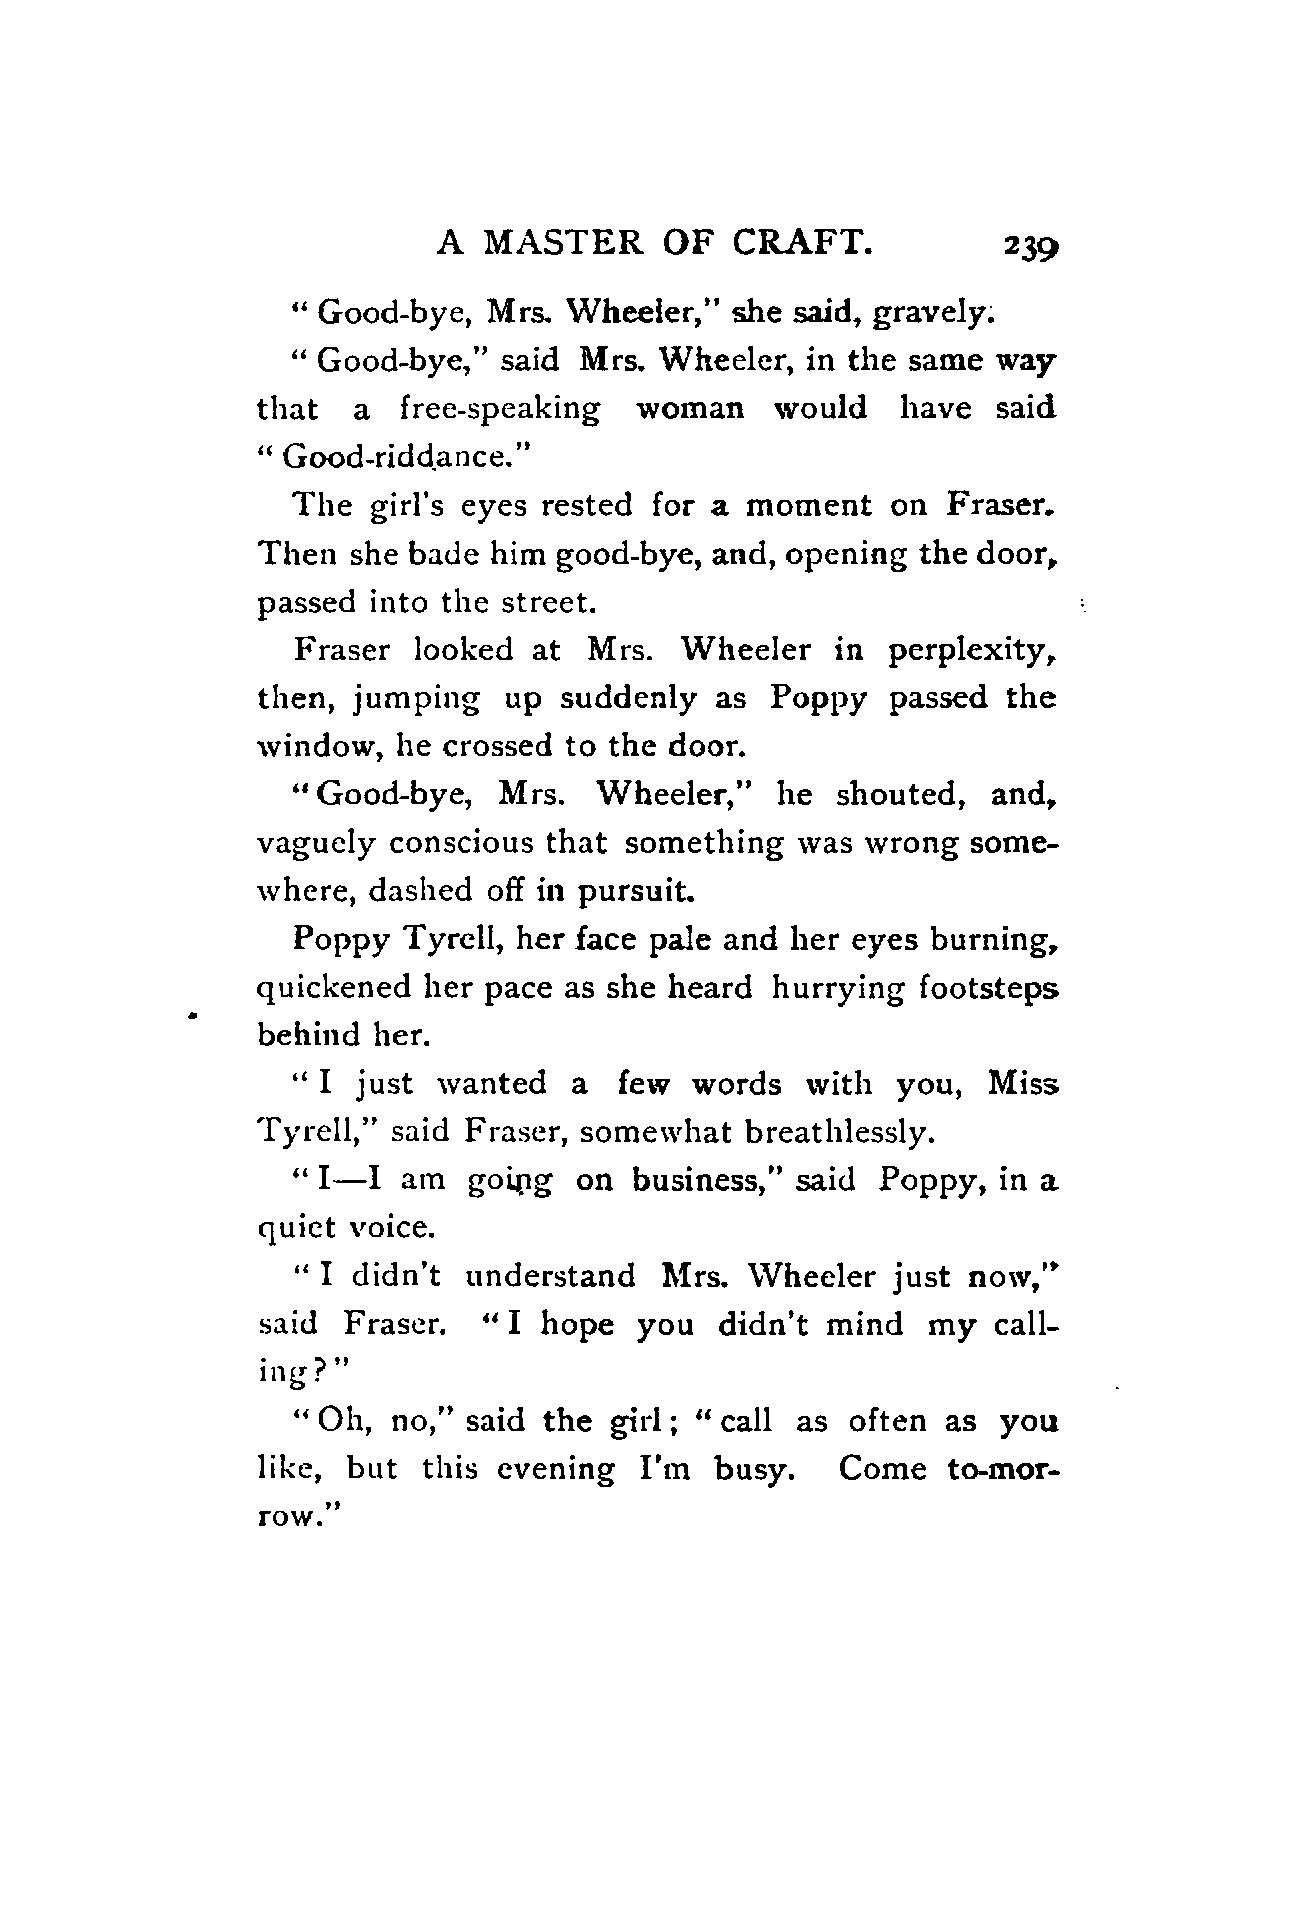 A MASTER OF CRAFT. 239
“Good-bye, Mrs. Wheeler,” she said, gravely.
“Good-bye,” said Mrs. Wheeler, in the same way
that a free-speaking woman would have said
“Good-riddance.”
The girl's eyes rested for a moment on Fraser.
Then she bade him good-bye, and, opening the door,
passed into the street.
Fraser looked at Mrs. Wheeler in perplexity,
then, jumping up suddenly as Poppy passed the
window, he crossed to the door.
“Good-bye, Mrs. Wheeler,” he shouted, and,
vaguely conscious that something was wrong some-
where, dashed off in pursuit.
Poppy Tyrell, her face pale and her eyes burning,
quickened her pace as she heard hurrying footsteps
behind her.
“I just wanted a few words with you, Miss
Tyrell,” said Fraser, somewhat breathlessly.
“I—I am going on business,” said Poppy, in a
quiet voice.
“I didn't understand Mrs. Wheeler just now,”
said Fraser. “I hope you didn't mind my call-
ing?”
“Oh, no,” said the girl; “call as often as you
like, but this evening I'm busy. Come to-mor-
row.”